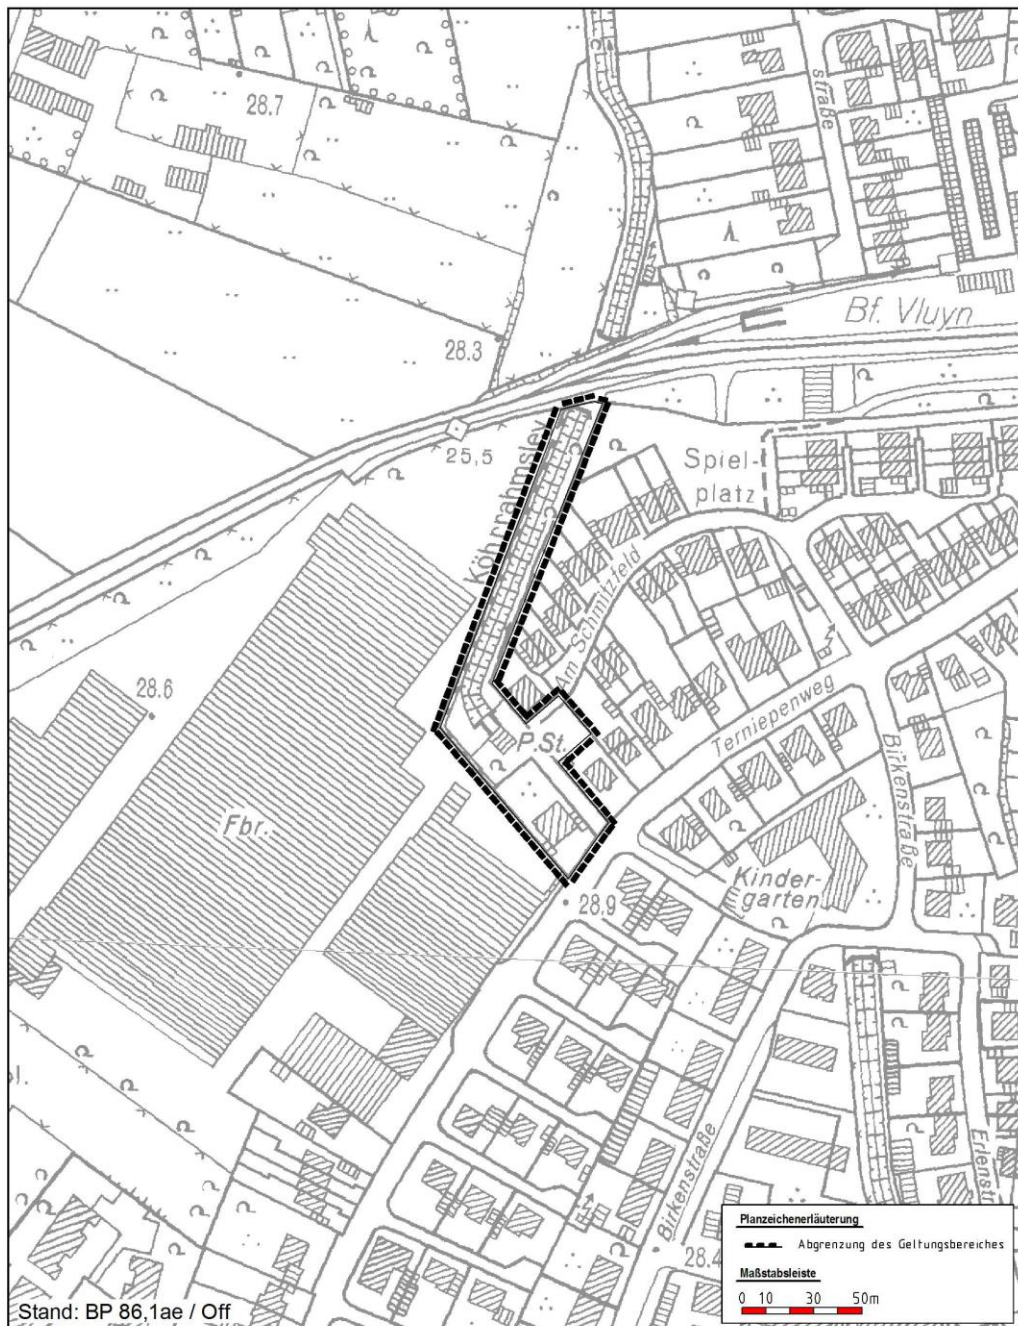 28.7
straße
Bf. Vluyn
28.3
25,5
Köhrrahmsley
Spiel-
platz
Am Schmitzfeld
28.6
Terniepenweg
P.St.
Birkenstraße
Fbr.
Kinder-
garten
28,9
Birkenstraße
28.4
Planzeichenerläuterung
Abgrenzung des Geltungsbereiches
Maßstabsleiste
0 10 30 50m
Stand: BP 86,1ae / Off